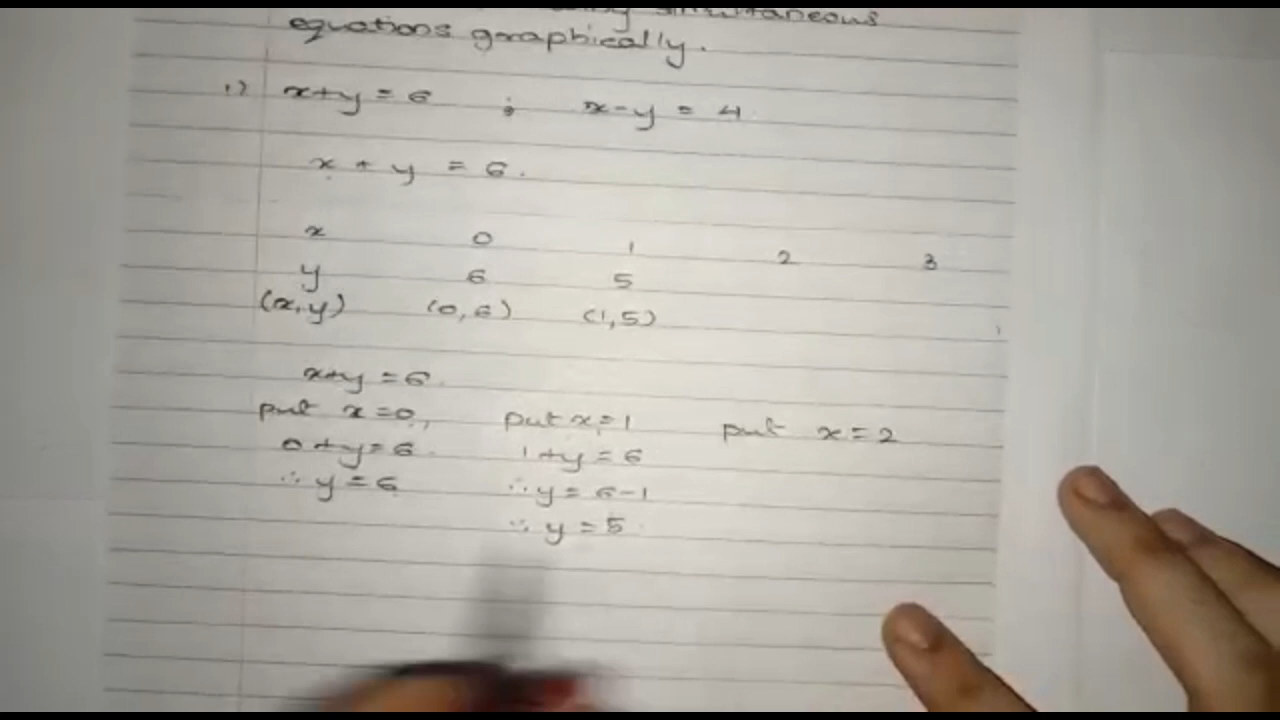 simultaneous
equations graphically.
1) x+y = 6 ; x-y = 4
x + y = 6.
x 0 1 2 3
y 6 5
(x,y) (0,6) (1,5)
x+y = 6.
put x=0, put x=1 put x=2
0+y=6. 1+y=6
∴ y=6 ∴ y=6-1
∴ y=5